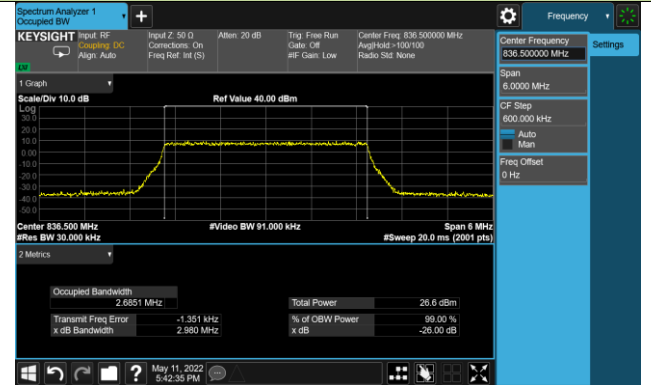 Spectrum Analyzer 1
Occupied BW
+
Frequency
KEYSIGHT
Input: RF
Coupling: DC
Align: Auto
Input Z: 50 Ω
Corrections: On
Freq Ref: Int (S)
Atten: 20 dB
Trig: Free Run
Gate: Off
#IF Gain: Low
Center Freq: 836.500000 MHz
Avg|Hold:>100/100
Radio Std: None
Center Frequency
836.500000 MHz
Settings
Span
6.0000 MHz
CF Step
600.000 kHz
Auto
Man
Freq Offset
0 Hz
1 Graph
Scale/Div 10.0 dB
Ref Value 40.00 dBm
Log
30.0
20.0
10.0
0.00
-10.0
-20.0
-30.0
-40.0
-50.0
Center 836.500 MHz
#Video BW 91.000 kHz
Span 6 MHz
#Res BW 30.000 kHz
#Sweep 20.0 ms (2001 pts)
2 Metrics
Occupied Bandwidth
2.6851 MHz
Total Power
26.6 dBm
Transmit Freq Error
-1.351 kHz
% of OBW Power
99.00 %
x dB Bandwidth
2.980 MHz
x dB
-26.00 dB
?
May 11, 2022
5:42:35 PM